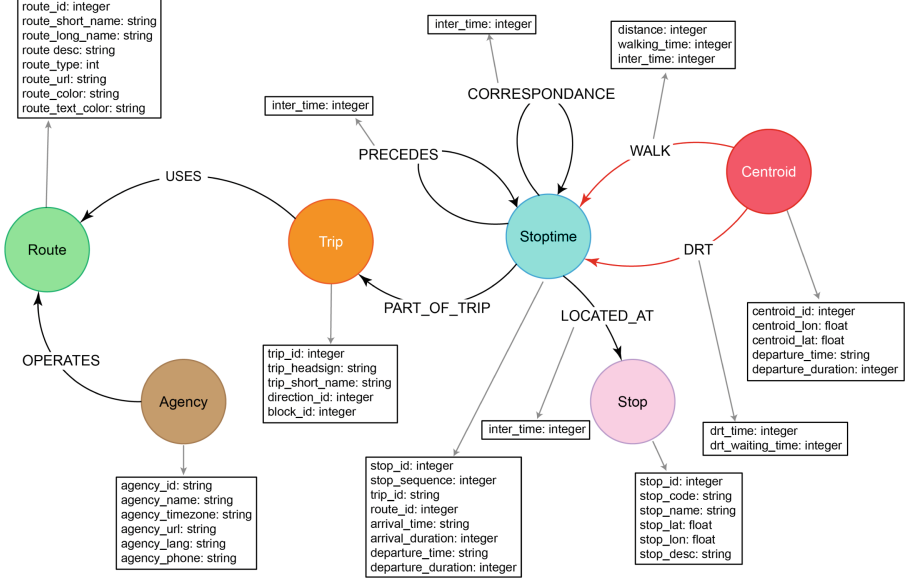 route_id: integer
route_short_name: string
route_long_name: string
route desc: string
route_type: int
route_url: string
route_color: string
route_text_color: string
inter_time: integer
distance: integer
walking_time: integer
inter_time: integer
inter_time: integer
CORRESPONDANCE
PRECEDES
WALK
Centroid
USES
Route
Trip
Stoptime
DRT
PART_OF_TRIP
LOCATED_AT
centroid_id: integer
centroid_lon: float
centroid_lat: float
departure_time: string
departure_duration: integer
OPERATES
trip_id: integer
trip_headsign: string
trip_short_name: string
direction_id: integer
block_id: integer
Agency
Stop
inter_time: integer
drt_time: integer
drt_waiting_time: integer
agency_id: string
agency_name: string
agency_timezone: string
agency_url: string
agency_lang: string
agency_phone: string
stop_id: integer
stop_sequence: integer
trip_id: string
route_id: integer
arrival_time: string
arrival_duration: integer
departure_time: string
departure_duration: integer
stop_id: integer
stop_code: string
stop_name: string
stop_lat: float
stop_lon: float
stop_desc: string